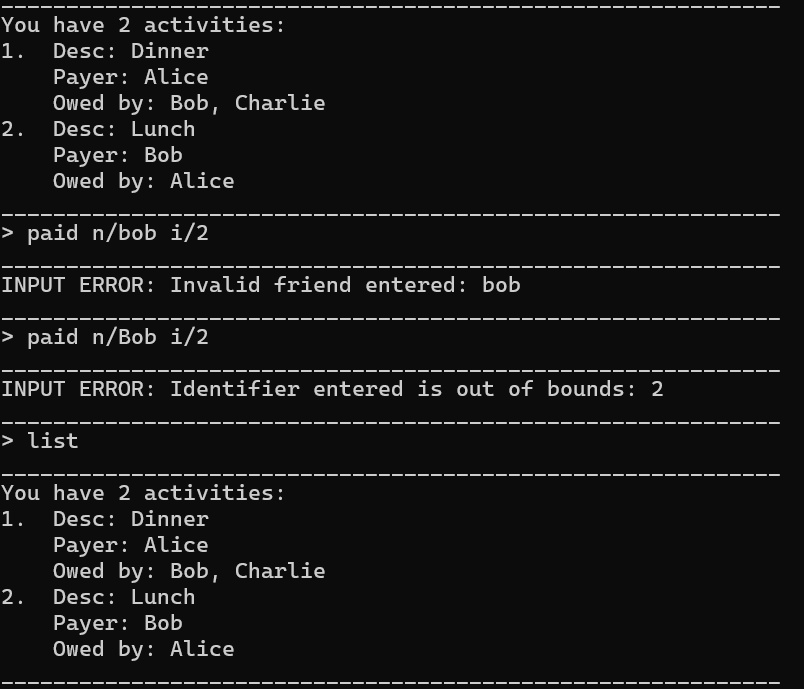 ____________________________________________________________
You have 2 activities:
1.  Desc: Dinner
    Payer: Alice
    Owed by: Bob, Charlie
2.  Desc: Lunch
    Payer: Bob
    Owed by: Alice
____________________________________________________________
> paid n/bob i/2
____________________________________________________________
INPUT ERROR: Invalid friend entered: bob
____________________________________________________________
> paid n/Bob i/2
____________________________________________________________
INPUT ERROR: Identifier entered is out of bounds: 2
____________________________________________________________
> list
____________________________________________________________
You have 2 activities:
1.  Desc: Dinner
    Payer: Alice
    Owed by: Bob, Charlie
2.  Desc: Lunch
    Payer: Bob
    Owed by: Alice
____________________________________________________________